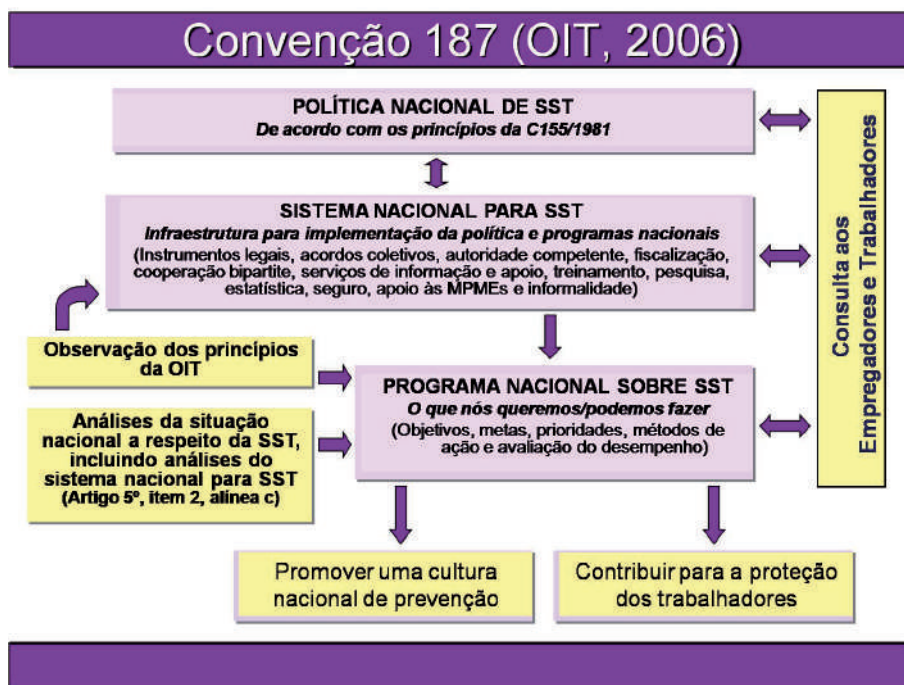 Convenção 187 (OIT, 2006)
POLÍTICA NACIONAL DE SST
De acordo com os princípios da C155/1981
SISTEMA NACIONAL PARA SST
Infraestrutura para implementação da política e programas nacionais
(Instrumentos legais, acordos coletivos, autoridade competente, fiscalização,
cooperação bipartite, serviços de informação e apoio, treinamento, pesquisa,
estatística, seguro, apoio às MPMEs e informalidade)
Consulta aos
Empregadores e Trabalhadores
Observação dos princípios
da OIT
PROGRAMA NACIONAL SOBRE SST
O que nós queremos/podemos fazer
(Objetivos, metas, prioridades, métodos de
ação e avaliação do desempenho)
Análises da situação
nacional a respeito da SST,
incluindo análises do
sistema nacional para SST
(Artigo 5º, item 2, alínea c)
Promover uma cultura
nacional de prevenção
Contribuir para a proteção
dos trabalhadores